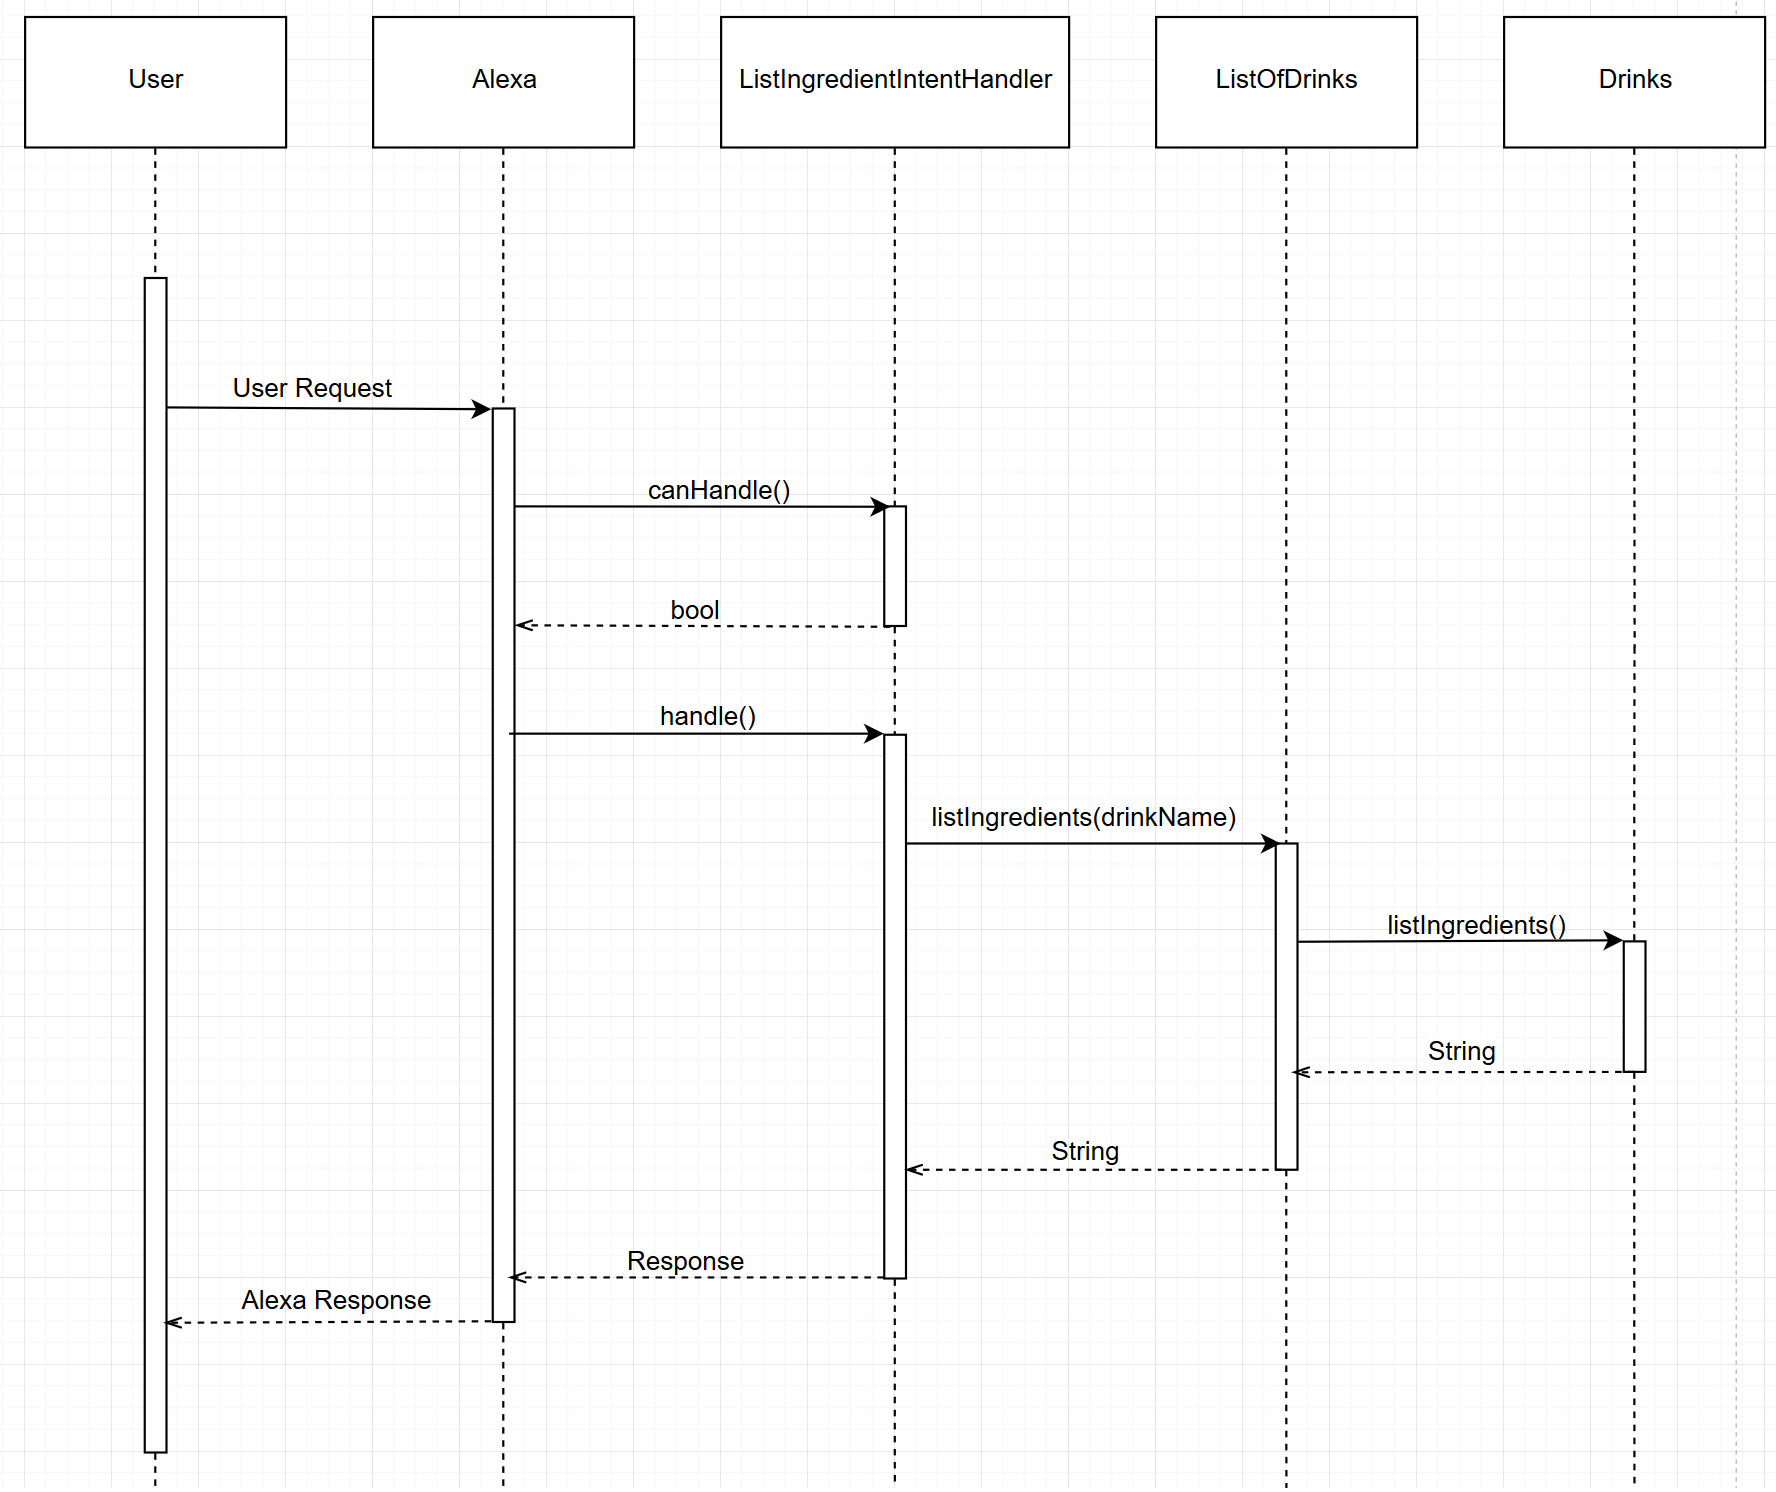 User
Alexa
ListIngredientIntentHandler
ListOfDrinks
Drinks
User Request
canHandle()
bool
handle()
listIngredients(drinkName)
listIngredients()
String
String
Response
Alexa Response